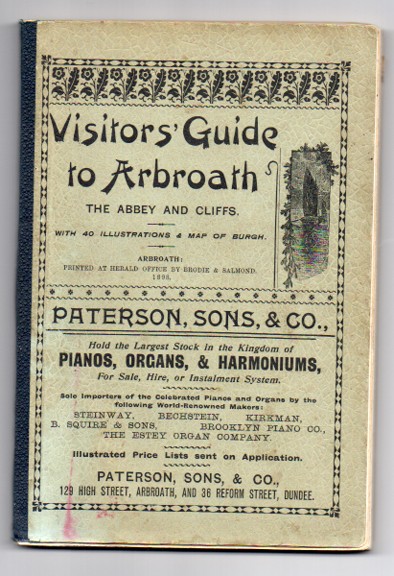 Visitors' Guide
to Arbroath
THE ABBEY AND CLIFFS.
WITH 40 ILLUSTRATIONS & MAP OF BURGH.
ARBROATH:
PRINTED AT HERALD OFFICE BY BRODIE & SALMOND.
1898.
PATERSON, SONS, & CO.,
Hold the Largest Stock in the Kingdom of
PIANOS, ORGANS, & HARMONIUMS,
For Sale, Hire, or Instalment System.
Sole Importers of the Celebrated Pianos and Organs by the
following World-Renowned Makers:
STEINWAY, BECHSTEIN, KIRKMAN,
B. SQUIRE & SONS, BROOKLYN PIANO CO.,
THE ESTEY ORGAN COMPANY.
Illustrated Price Lists sent on Application.
PATERSON, SONS, & CO.,
129 HIGH STREET, ARBROATH, AND 36 REFORM STREET, DUNDEE.